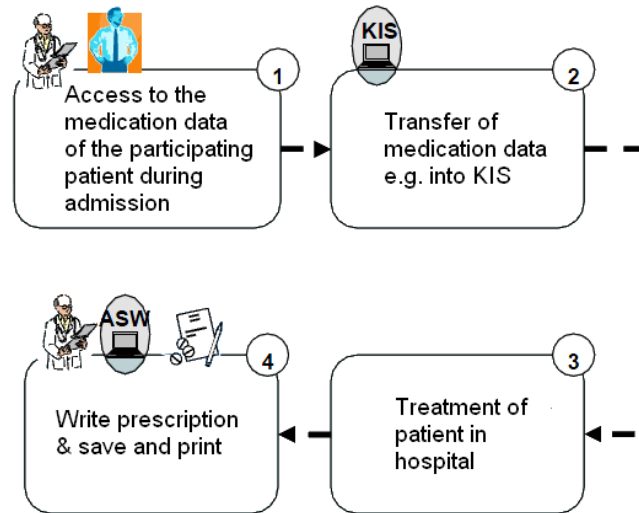 1
Access to the
medication data
of the participating
patient during
admission
KIS
2
Transfer of
medication data
e.g. into KIS
3
Treatment of
patient in
hospital
ASW
4
Write prescription
& save and print